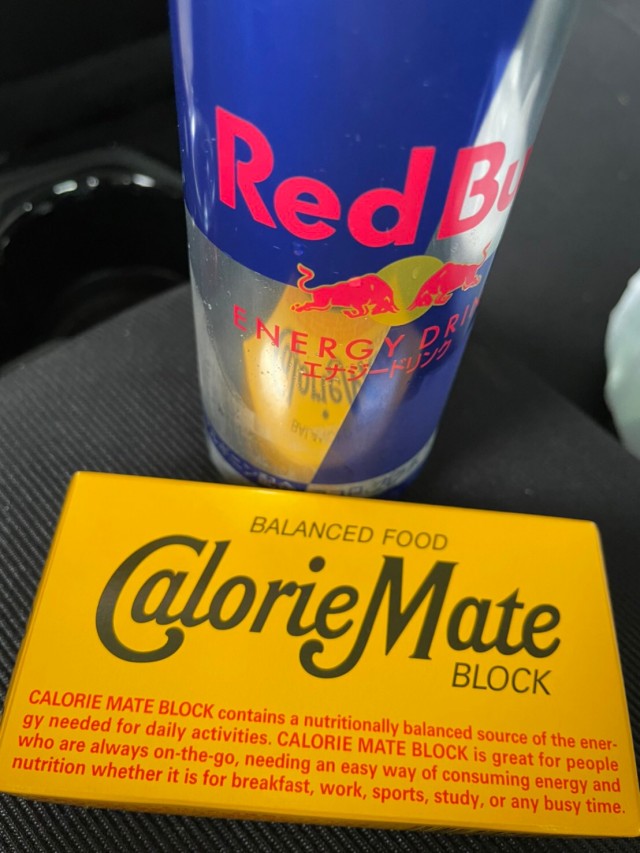 Red Bu
ENERGY DRIN
エナジードリンク
BALANCED FOOD
CalorieMate
BLOCK
CALORIE MATE BLOCK contains a nutritionally balanced source of the ener-
gy needed for daily activities. CALORIE MATE BLOCK is great for people
who are always on-the-go, needing an easy way of consuming energy and
nutrition whether it is for breakfast, work, sports, study, or any busy time.